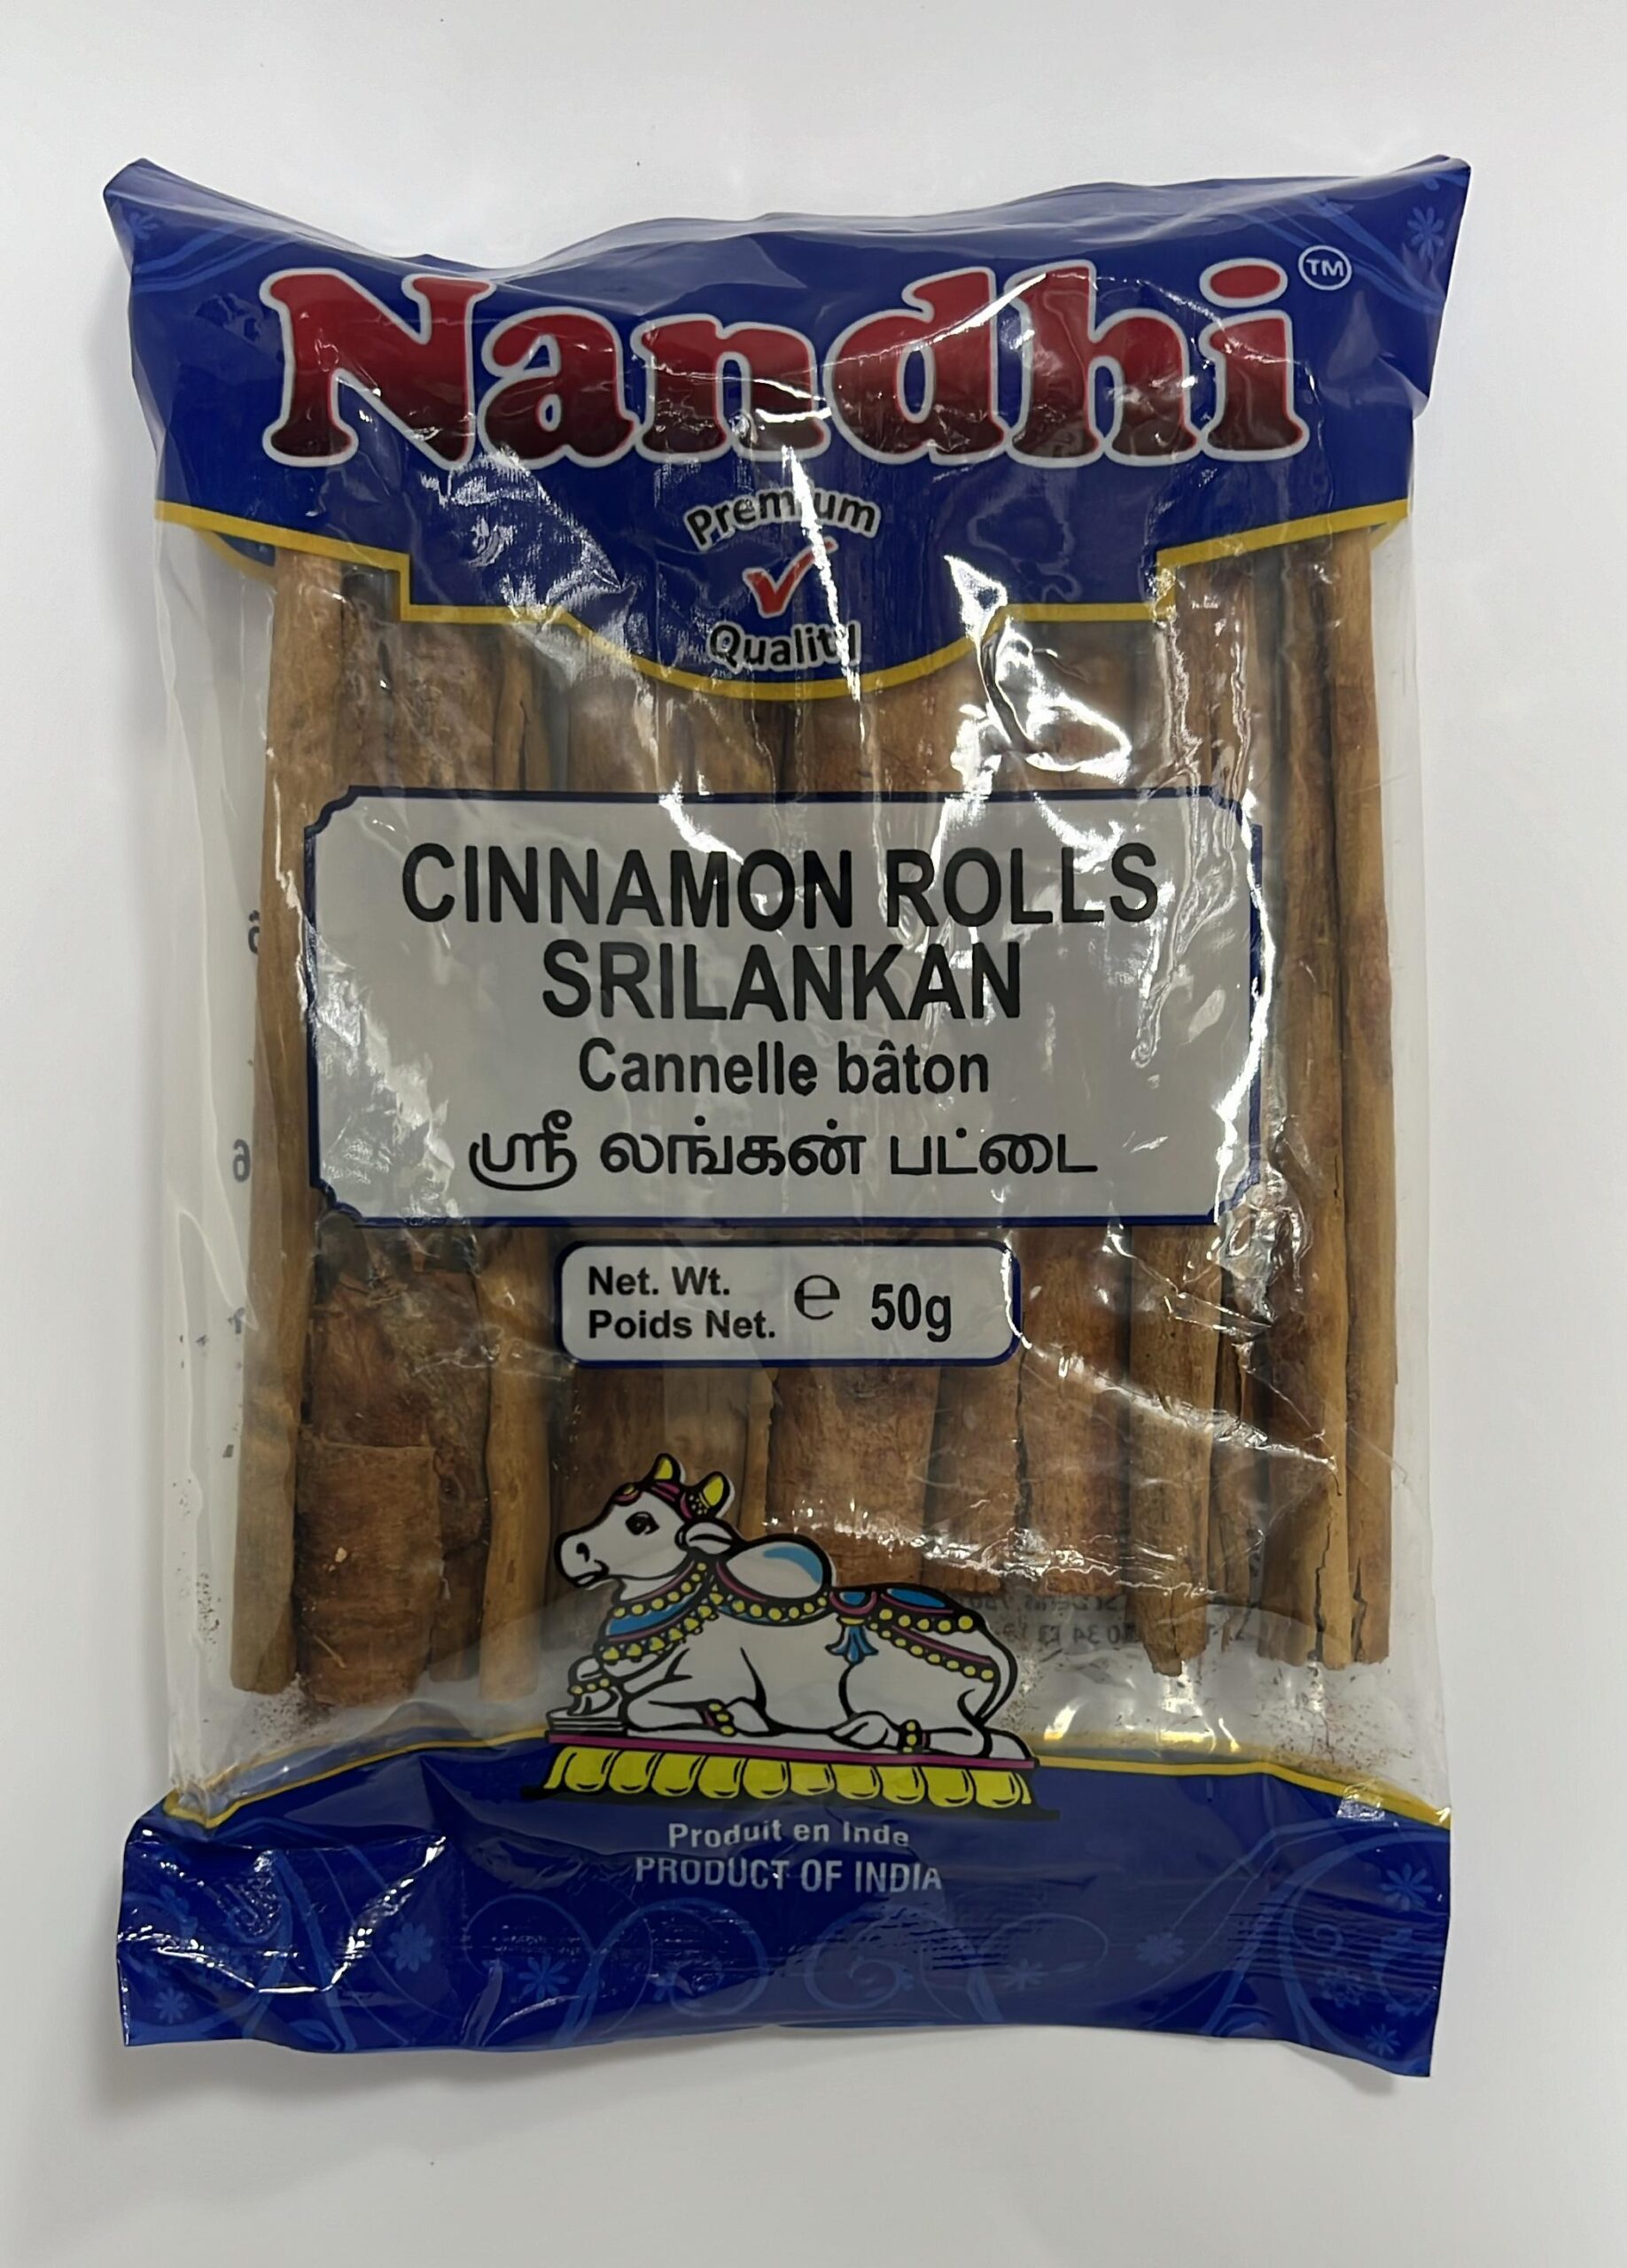 Nandhi TM
Premium
Quality
CINNAMON ROLLS
SRILANKAN
Cannelle bâton
ஸ்ரீ லங்கன் பட்டை
Net. Wt.
Poids Net. e 50g
Produit en Inde
PRODUCT OF INDIA